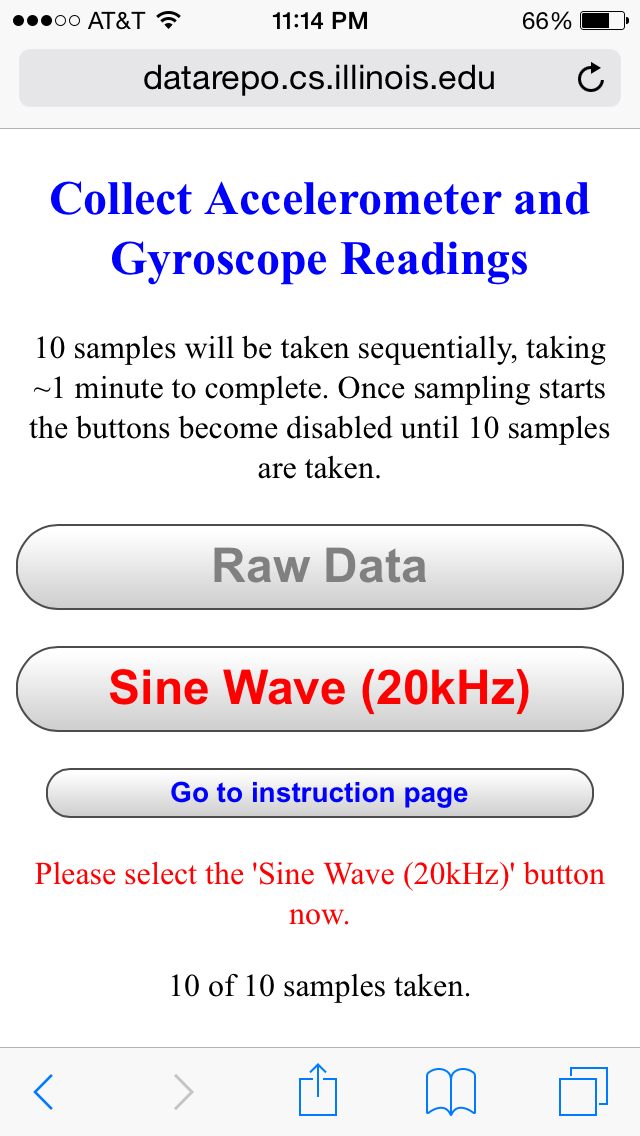 AT&T 11:14 PM 66%
datarepo.cs.illinois.edu
Collect Accelerometer and
Gyroscope Readings
10 samples will be taken sequentially, taking
~1 minute to complete. Once sampling starts
the buttons become disabled until 10 samples
are taken.
Raw Data
Sine Wave (20kHz)
Go to instruction page
Please select the 'Sine Wave (20kHz)' button
now.
10 of 10 samples taken.